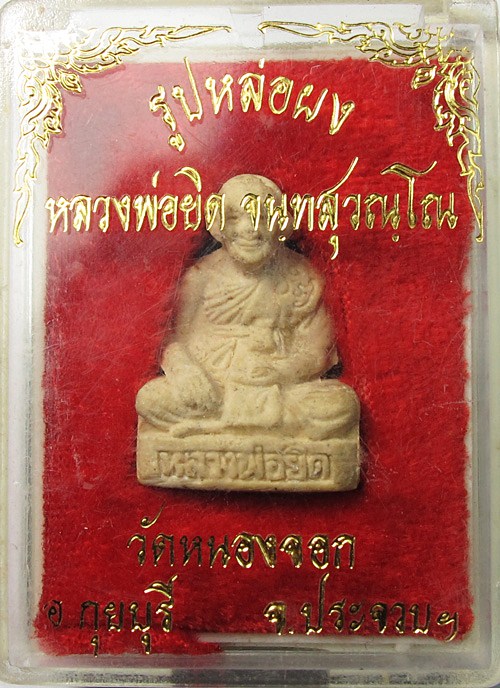 รูปหล่อผง
หลวงพ่อยิด จนฺทสุวณฺโณ
หลวงพ่อยิด
วัดหนองจอก
อ.กุยบุรี จ.ประจวบฯ